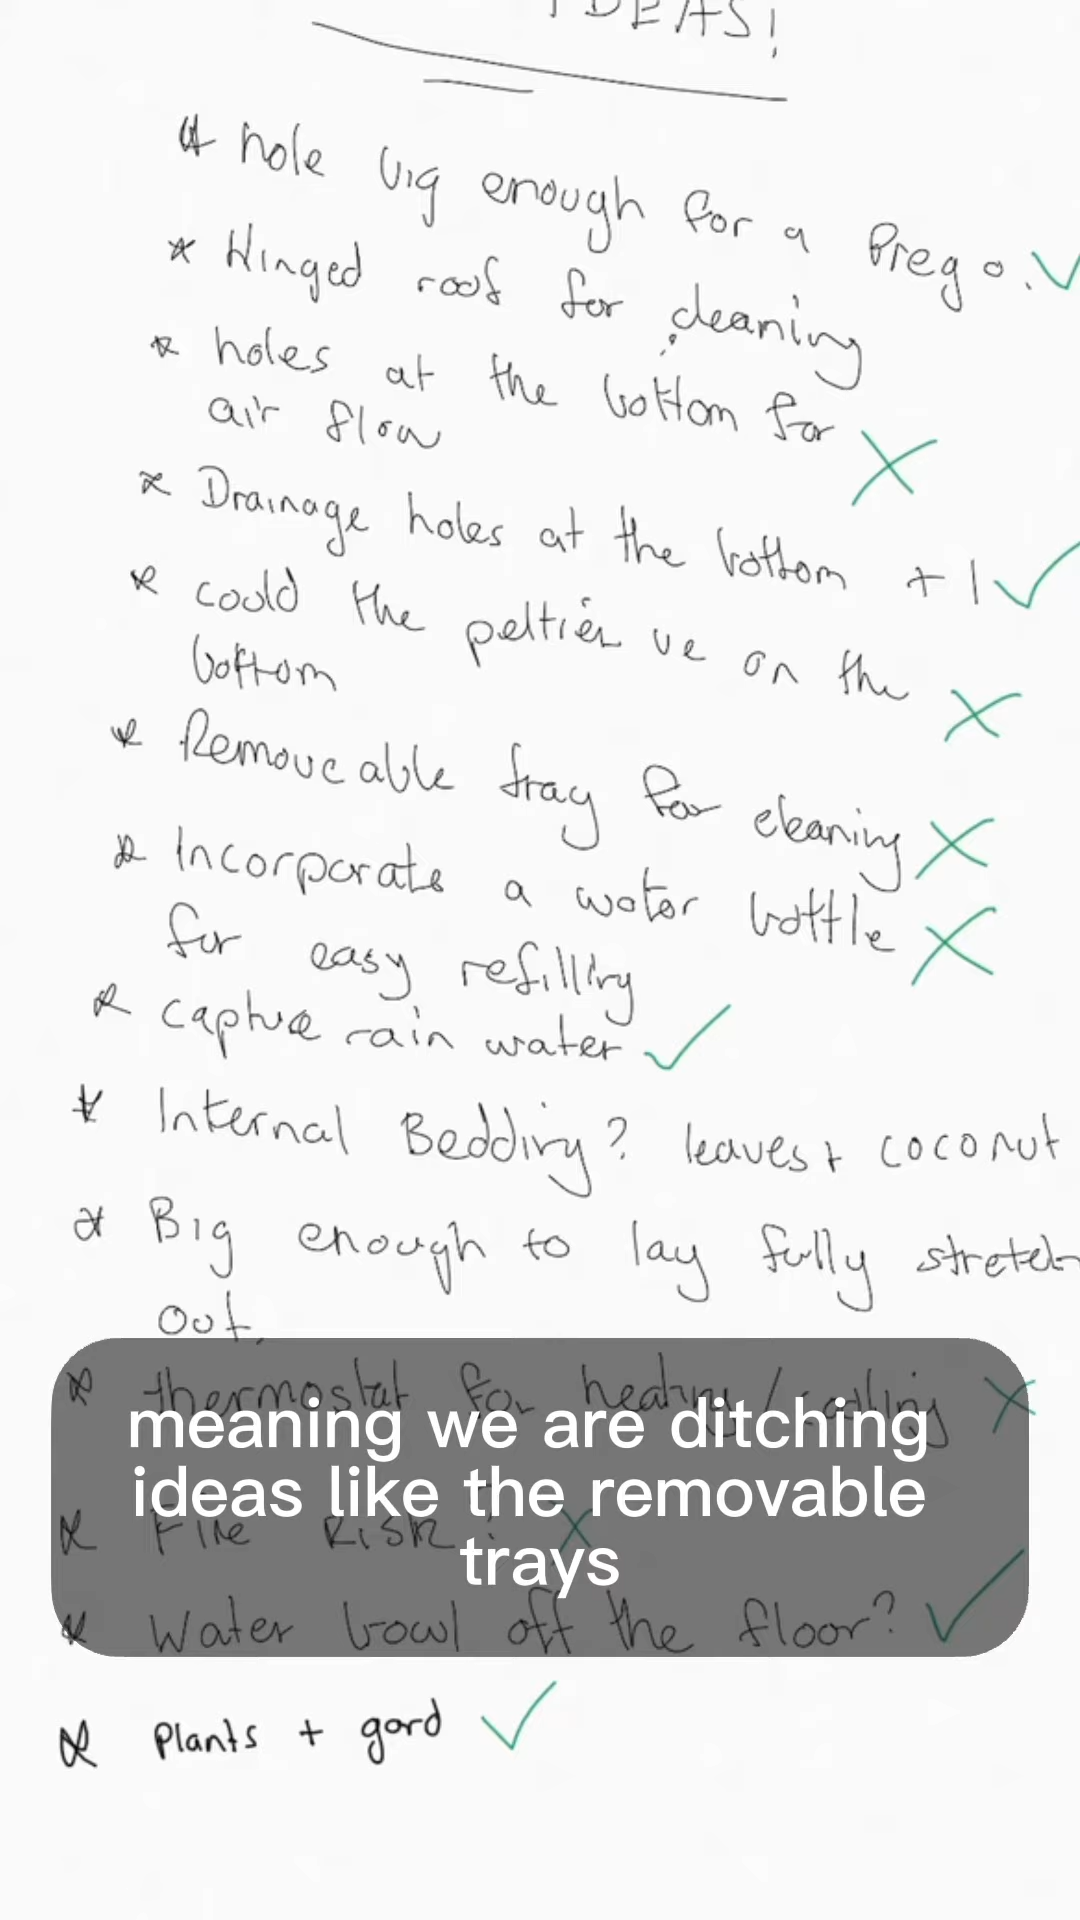 IDEAS!
* hole big enough for a Prego.
* Hinged roof for cleaning
* holes at the bottom for
air flow
* Drainage holes at the bottom + 1
* could the peltier be on the
bottom
* Removeable tray for cleaning
* Incorporate a water bottle
for easy refilling
* capture rain water
* Internal Bedding? leaves + coconut
* Big enough to lay fully stretch
out.
* thermostat for heating / cooling
* Fire Risk?
* Water bowl off the floor?
* Plants + gord
meaning we are ditching
ideas like the removable
trays